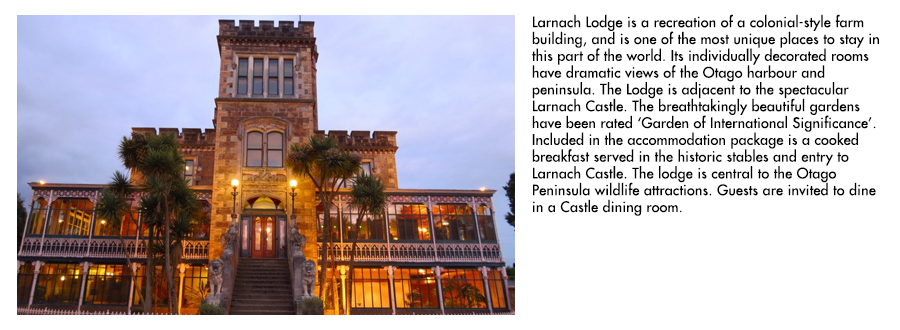 Larnach Lodge is a recreation of a colonial-style farm
building, and is one of the most unique places to stay in
this part of the world. Its individually decorated rooms
have dramatic views of the Otago harbour and
peninsula. The Lodge is adjacent to the spectacular
Larnach Castle. The breathtakingly beautiful gardens
have been rated ‘Garden of International Significance’.
Included in the accommodation package is a cooked
breakfast served in the historic stables and entry to
Larnach Castle. The lodge is central to the Otago
Peninsula wildlife attractions. Guests are invited to dine
in a Castle dining room.